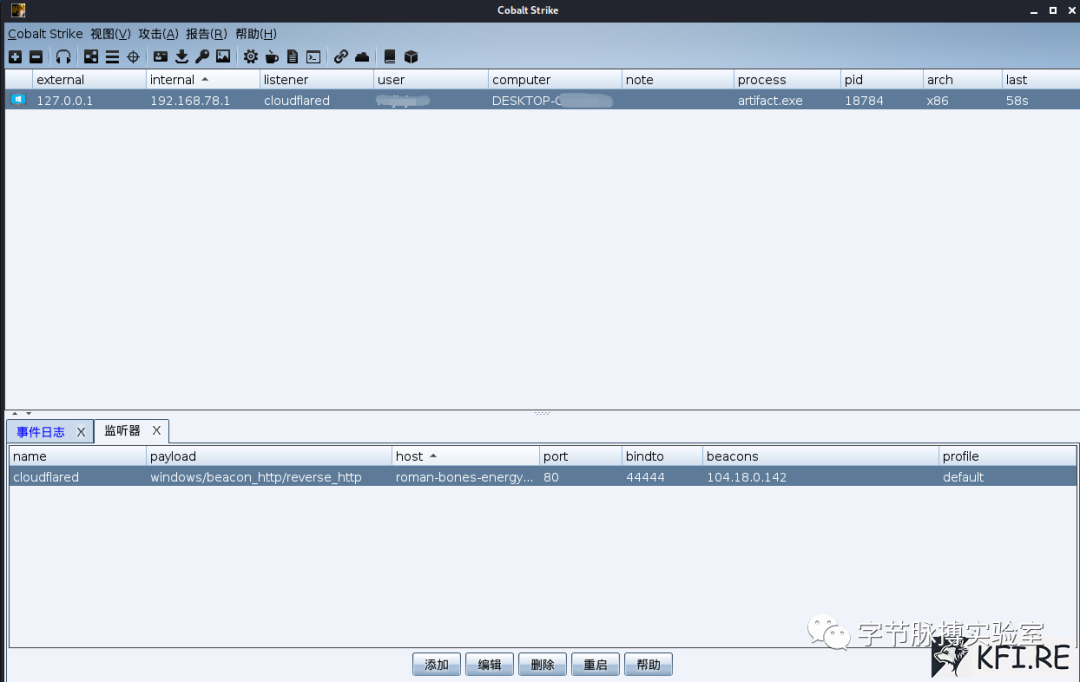 Cobalt Strike
Cobalt Strike 视图(V) 攻击(A) 报告(R) 帮助(H)
external internal listener user computer note process pid arch last
127.0.0.1 192.168.78.1 cloudflared DESKTOP- artifact.exe 18784 x86 58s
事件日志 X 监听器 X
name payload host port bindto beacons profile
cloudflared windows/beacon_http/reverse_http roman-bones-energy... 80 44444 104.18.0.142 default
字节脉搏实验室
KFI.RE
添加 编辑 删除 重启 帮助